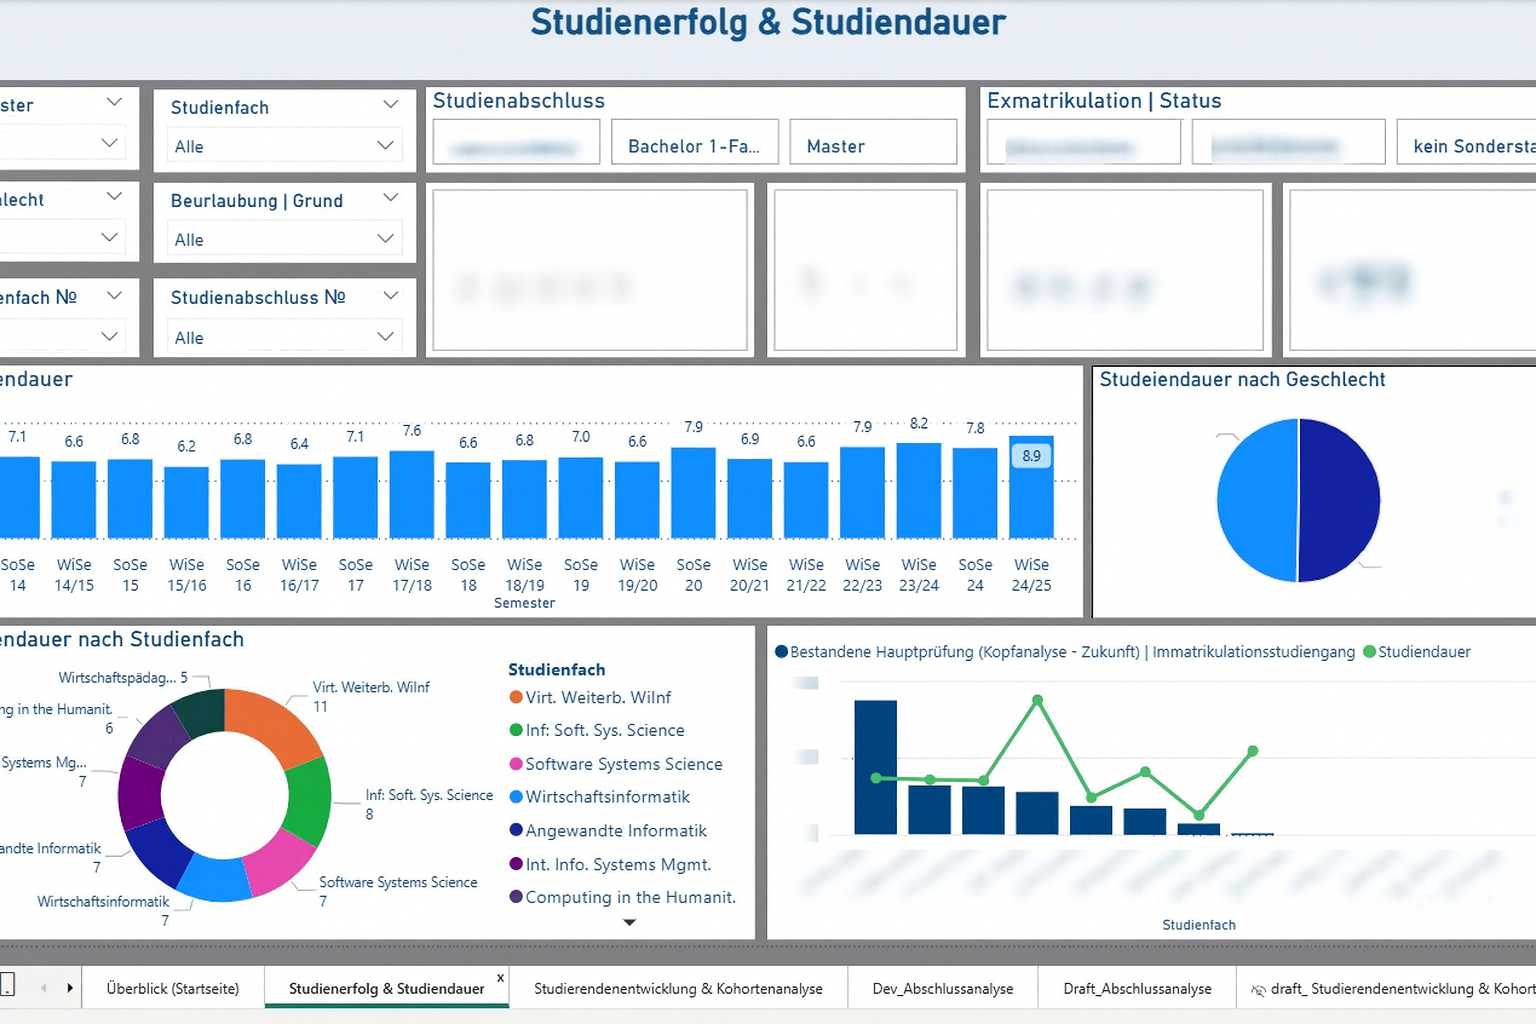 Studienerfolg & Studiendauer
ster
Studienfach
Alle
Studienabschluss
Bachelor 1-Fa...
Master
Exmatrikulation | Status
kein Sondersta
lecht
Beurlaubung | Grund
Alle
enfach №
Studienabschluss №
Alle
endauer
7.1
6.6
6.8
6.2
6.8
6.4
7.1
7.6
6.6
6.8
7.0
6.6
7.9
6.9
6.6
7.9
8.2
7.8
8.9
SoSe 14
WiSe 14/15
SoSe 15
WiSe 15/16
SoSe 16
WiSe 16/17
SoSe 17
WiSe 17/18
SoSe 18
WiSe 18/19
SoSe 19
WiSe 19/20
SoSe 20
WiSe 20/21
WiSe 21/22
WiSe 22/23
WiSe 23/24
SoSe 24
WiSe 24/25
Semester
Studeiendauer nach Geschlecht
endauer nach Studienfach
Wirtschaftspädag... 5
Virt. Weiterb. WiInf
11
ng in the Humanit.
6
Systems Mg...
7
Inf: Soft. Sys. Science
8
andte Informatik
7
Software Systems Science
7
Wirtschaftsinformatik
7
Studienfach
Virt. Weiterb. WiInf
Inf: Soft. Sys. Science
Software Systems Science
Wirtschaftsinformatik
Angewandte Informatik
Int. Info. Systems Mgmt.
Computing in the Humanit.
Bestandene Hauptprüfung (Kopfanalyse - Zukunft) | Immatrikulationsstudiengang
Studiendauer
Studienfach
Überblick (Startseite)
Studienerfolg & Studiendauer
x
Studierendenentwicklung & Kohortenanalyse
Dev_Abschlussanalyse
Draft_Abschlussanalyse
draft_ Studierendenentwicklung & Kohort